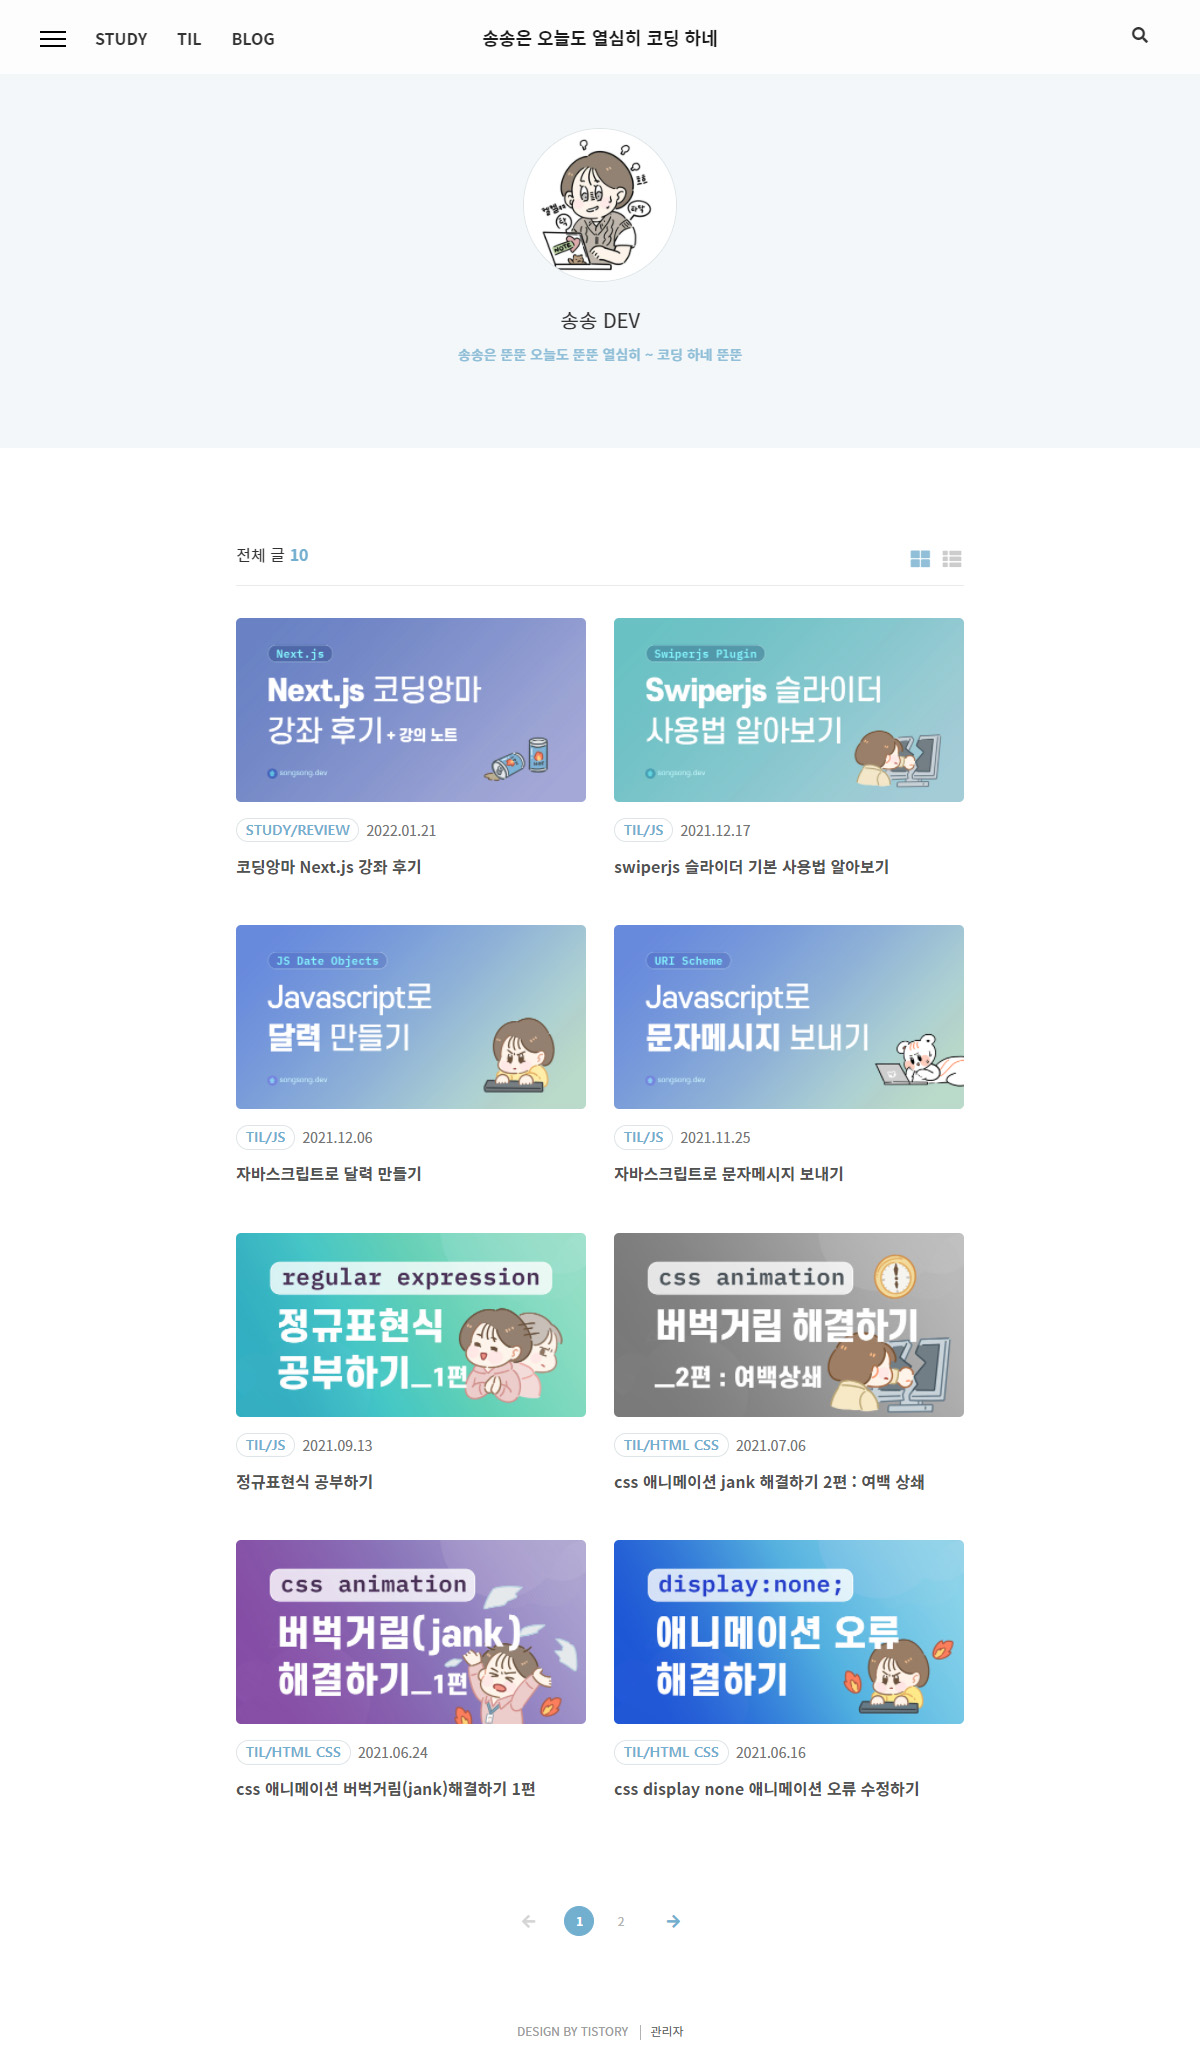 STUDY TIL BLOG 송송은 오늘도 열심히 코딩 하네
NOTE
송송 DEV
송송은 뚠뚠 오늘도 뚠뚠 열심히 ~ 코딩 하네 뚠뚠
전체 글 10
Next.js
Next.js 코딩앙마
강좌 후기 + 강의 노트
songsong.dev
STUDY/REVIEW 2022.01.21
코딩앙마 Next.js 강좌 후기
Swiperjs Plugin
Swiperjs 슬라이더
사용법 알아보기
songsong.dev
TIL/JS 2021.12.17
swiperjs 슬라이더 기본 사용법 알아보기
JS Date Objects
Javascript로
달력 만들기
songsong.dev
TIL/JS 2021.12.06
자바스크립트로 달력 만들기
URI Scheme
Javascript로
문자메시지 보내기
songsong.dev
TIL/JS 2021.11.25
자바스크립트로 문자메시지 보내기
regular expression
정규표현식
공부하기_1편
TIL/JS 2021.09.13
정규표현식 공부하기
css animation
버벅거림 해결하기
_2편 : 여백상쇄
TIL/HTML CSS 2021.07.06
css 애니메이션 jank 해결하기 2편 : 여백 상쇄
css animation
버벅거림(jank)
해결하기_1편
TIL/HTML CSS 2021.06.24
css 애니메이션 버벅거림(jank)해결하기 1편
display:none;
애니메이션 오류
해결하기
TIL/HTML CSS 2021.06.16
css display none 애니메이션 오류 수정하기
1 2
DESIGN BY TISTORY 관리자